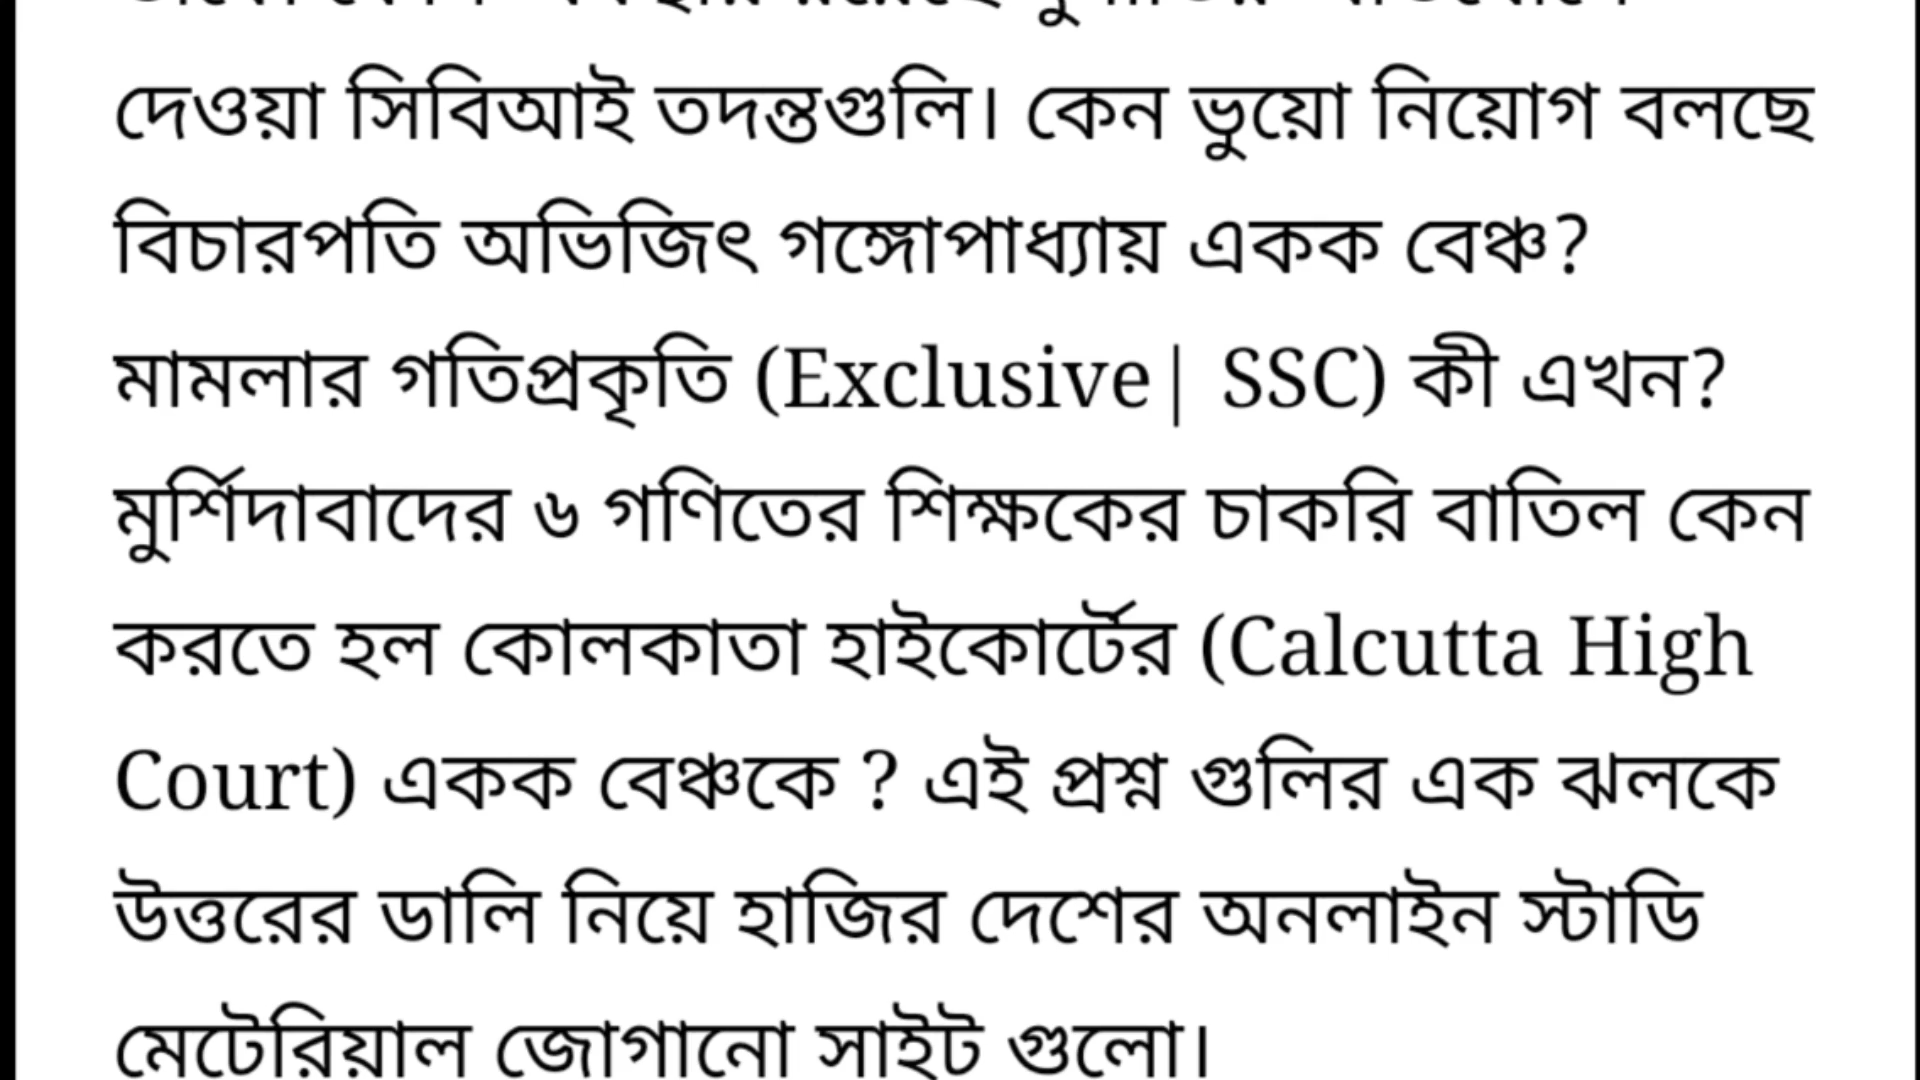 দেওয়া সিবিআই তদন্তগুলি। কেন ভুয়ো নিয়োগ বলছে
বিচারপতি অভিজিৎ গঙ্গোপাধ্যায় একক বেঞ্চ?
মামলার গতিপ্রকৃতি (Exclusive| SSC) কী এখন?
মুর্শিদাবাদের ৬ গণিতের শিক্ষকের চাকরি বাতিল কেন
করতে হল কোলকাতা হাইকোর্টের (Calcutta High
Court) একক বেঞ্চকে ? এই প্রশ্ন গুলির এক ঝলকে
উত্তরের ডালি নিয়ে হাজির দেশের অনলাইন স্টাডি
মেটেরিয়াল জোগানো সাইট গুলো।